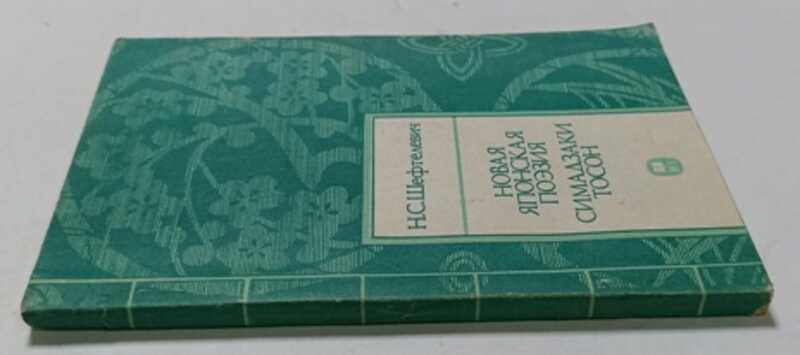 Н.С.Шефтелевич
НОВАЯ
ЯПОНСКАЯ
ПОЭЗИЯ
СИМАДЗАКИ
ТОСОН